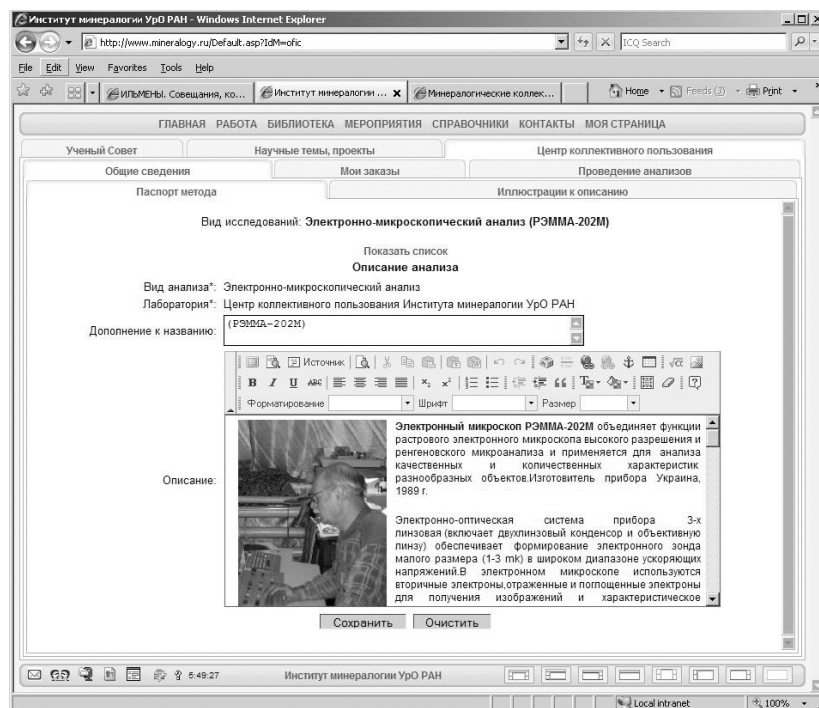 Институт минералогии УрО РАН - Windows Internet Explorer
http://www.mineralogy.ru/Default.asp?IdM=ofic
ICQ Search
File Edit View Favorites Tools Help
ИЛЬМЕНЫ. Совещания, ко...
Институт минералогии ...
Минералогические коллек...
Home Feeds (J) Print
ГЛАВНАЯ РАБОТА БИБЛИОТЕКА МЕРОПРИЯТИЯ СПРАВОЧНИКИ КОНТАКТЫ МОЯ СТРАНИЦА
Ученый Совет Научные темы, проекты Центр коллективного пользования
Общие сведения Мои заказы Проведение анализов
Паспорт метода Иллюстрации к описанию
Вид исследований: Электронно-микроскопический анализ (РЭММА-202М)
Показать список
Описание анализа
Вид анализа*: Электронно-микроскопический анализ
Лаборатория*: Центр коллективного пользования Института минералогии УрО РАН
Дополнение к названию: (РЭММА-202М)
Источник
B I U ABC
Форматирование Шрифт Размер
Описание:
Электронный микроскоп РЭММА-202М объединяет функции
растрового электронного микроскопа высокого разрешения и
ренгеновского микроанализа и применяется для анализа
качественных и количественных характеристик
разнообразных объектов.Изготовитель прибора Украина,
1989 г.
Электронно-оптическая система прибора 3-х
линзовая(включает двухлинзовый конденсор и объективную
линзу) обеспечивает формирование электронного зонда
малого размера (1-3 mk) в широком диапазоне ускоряющих
напряжений.В электронном микроскопе используются
вторичные электроны,отраженные и поглощенные электроны
для получения изображений и характеристическое
Сохранить Очистить
5:49:27 Институт минералогии УрО РАН
Local intranet 100%